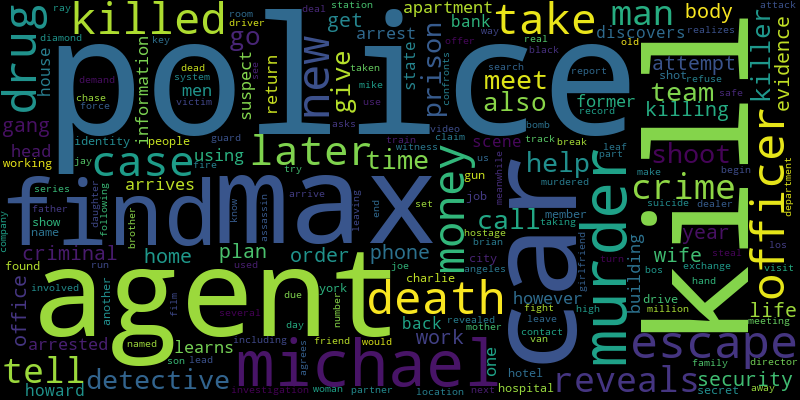 police
killed
drug
ray
house
diamond
demand
chase
force
dead
system
men
victim
information
suspect
go
room
driver
key
return
new
give
get
arrest
deal
station
taken
mike
use
apartment
bank
state
prison
offer
way
black
confronts
take
meet
also
man
discovers
real
search
report
former
attempt
team
killing
body
old
realizes
shot
refuse
safe
killer
attack
evidence
officer
department
kill
gang
head
working
identity
people
jay
guard
fire
asks
video
claim
train
witness
bomb
track
break
record
leaf
part
scene
us
meanwhile
gun
job
murdered
shoot
make
begin
case
using
later
time
try
help
crime
suicide
dealer
year
los
find
max
car
murder
money
series
father
company
show
name
daughter
following
arrives
brother
know
assassin
arrive
leaving
end
set
call
member
taking
girlfriend
building
turn
wife
bos
exchange
steal
visit
hand
criminal
home
plan
order
phone
hostage
brian
city
angeles
however
drive
million
life
meeting
found
run
agent
used
joe
charlie
death
fight
leave
contact
van
high
escape
office
involved
another
film
several
due
york
number
day
back
revealed
mother
work
one
arrested
learns
named
son
lead
including
friend
would
agrees
michael
hotel
family
director
tell
detective
howard
investigation
woman
partner
location
next
hospital
reveals
security
secret
away
see